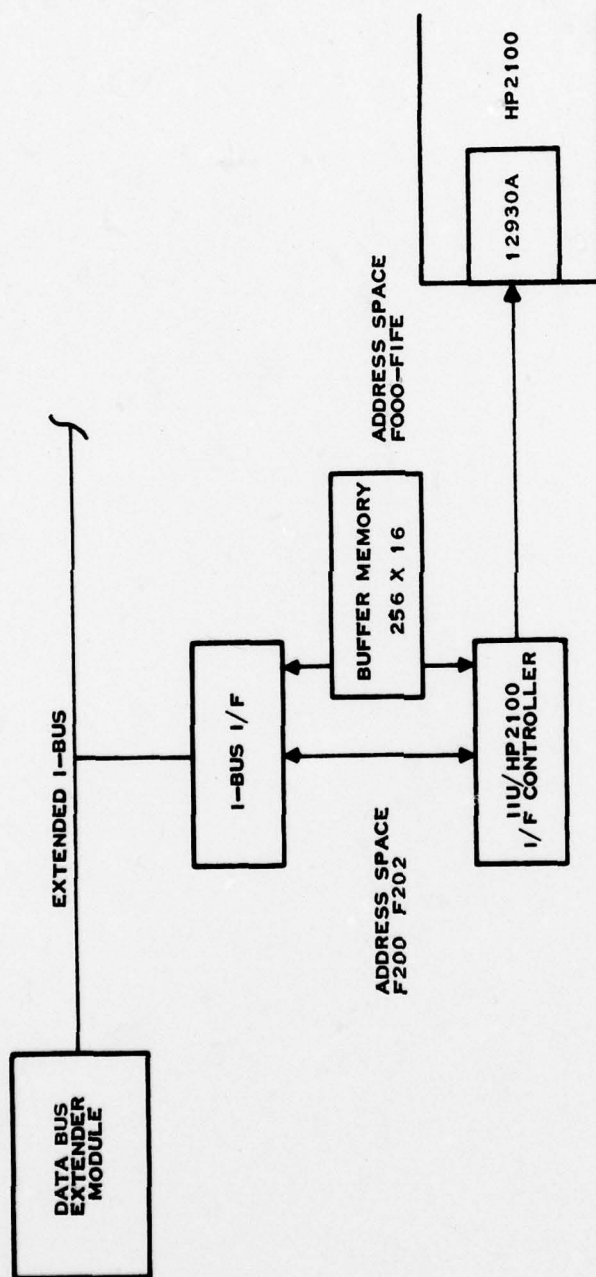 DATA BUS
EXTENDER
MODULE
EXTENDED I-BUS
I-BUS I/F
ADDRESS SPACE
F200 F202
BUFFER MEMORY
256 X 16
ADDRESS SPACE
F000-F1FE
IIU/HP2100
I/F CONTROLLER
12930A
HP2100